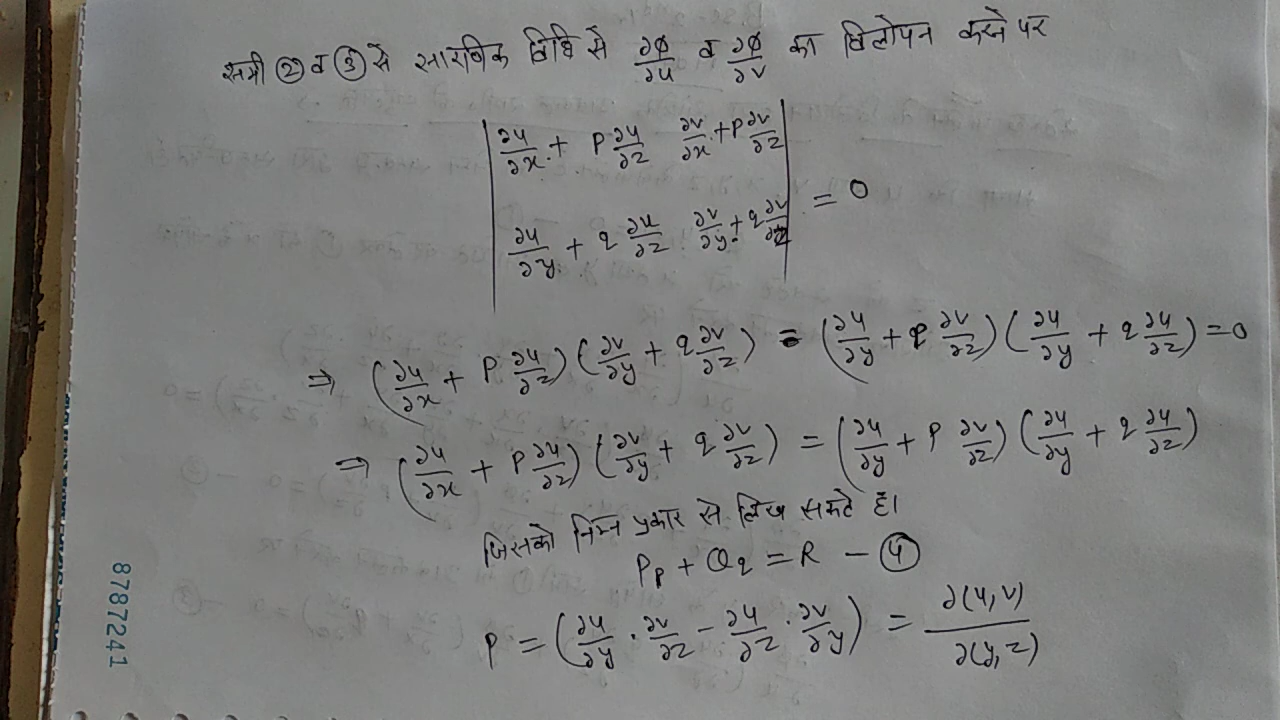 समी ② व ③ से सारणिक विधि से ∂ø/∂u व ∂ø/∂v का विलोपन करने पर
| ∂u/∂x + P ∂u/∂z ∂v/∂x + P ∂v/∂z |
| ∂u/∂y + q ∂u/∂z ∂v/∂y + q ∂v/∂z | = 0
⇒ (∂u/∂x + P ∂u/∂z) (∂v/∂y + q ∂v/∂z) - (∂u/∂y + P ∂v/∂z) (∂u/∂y + q ∂u/∂z) = 0
⇒ (∂u/∂x + P ∂u/∂z) (∂v/∂y + q ∂v/∂z) = (∂u/∂y + P ∂v/∂z) (∂u/∂y + q ∂u/∂z)
जिसको निम्न प्रकार से लिख सकते है।
Pp + Qq = R - ④
P = (∂u/∂y · ∂v/∂z - ∂u/∂z · ∂v/∂y) = ∂(u,v)/∂(y,z)
8787241